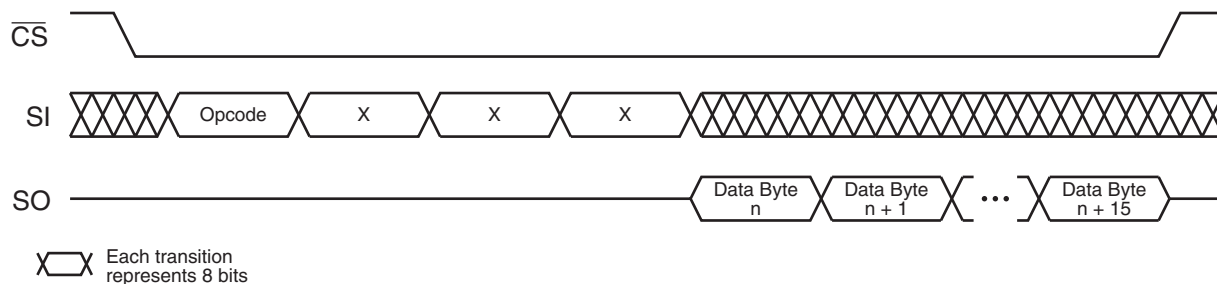 CS
SI
Opcode
X
X
X
SO
Data Byte
n
Data Byte
n + 1
•••
Data Byte
n + 15
Each transition
represents 8 bits